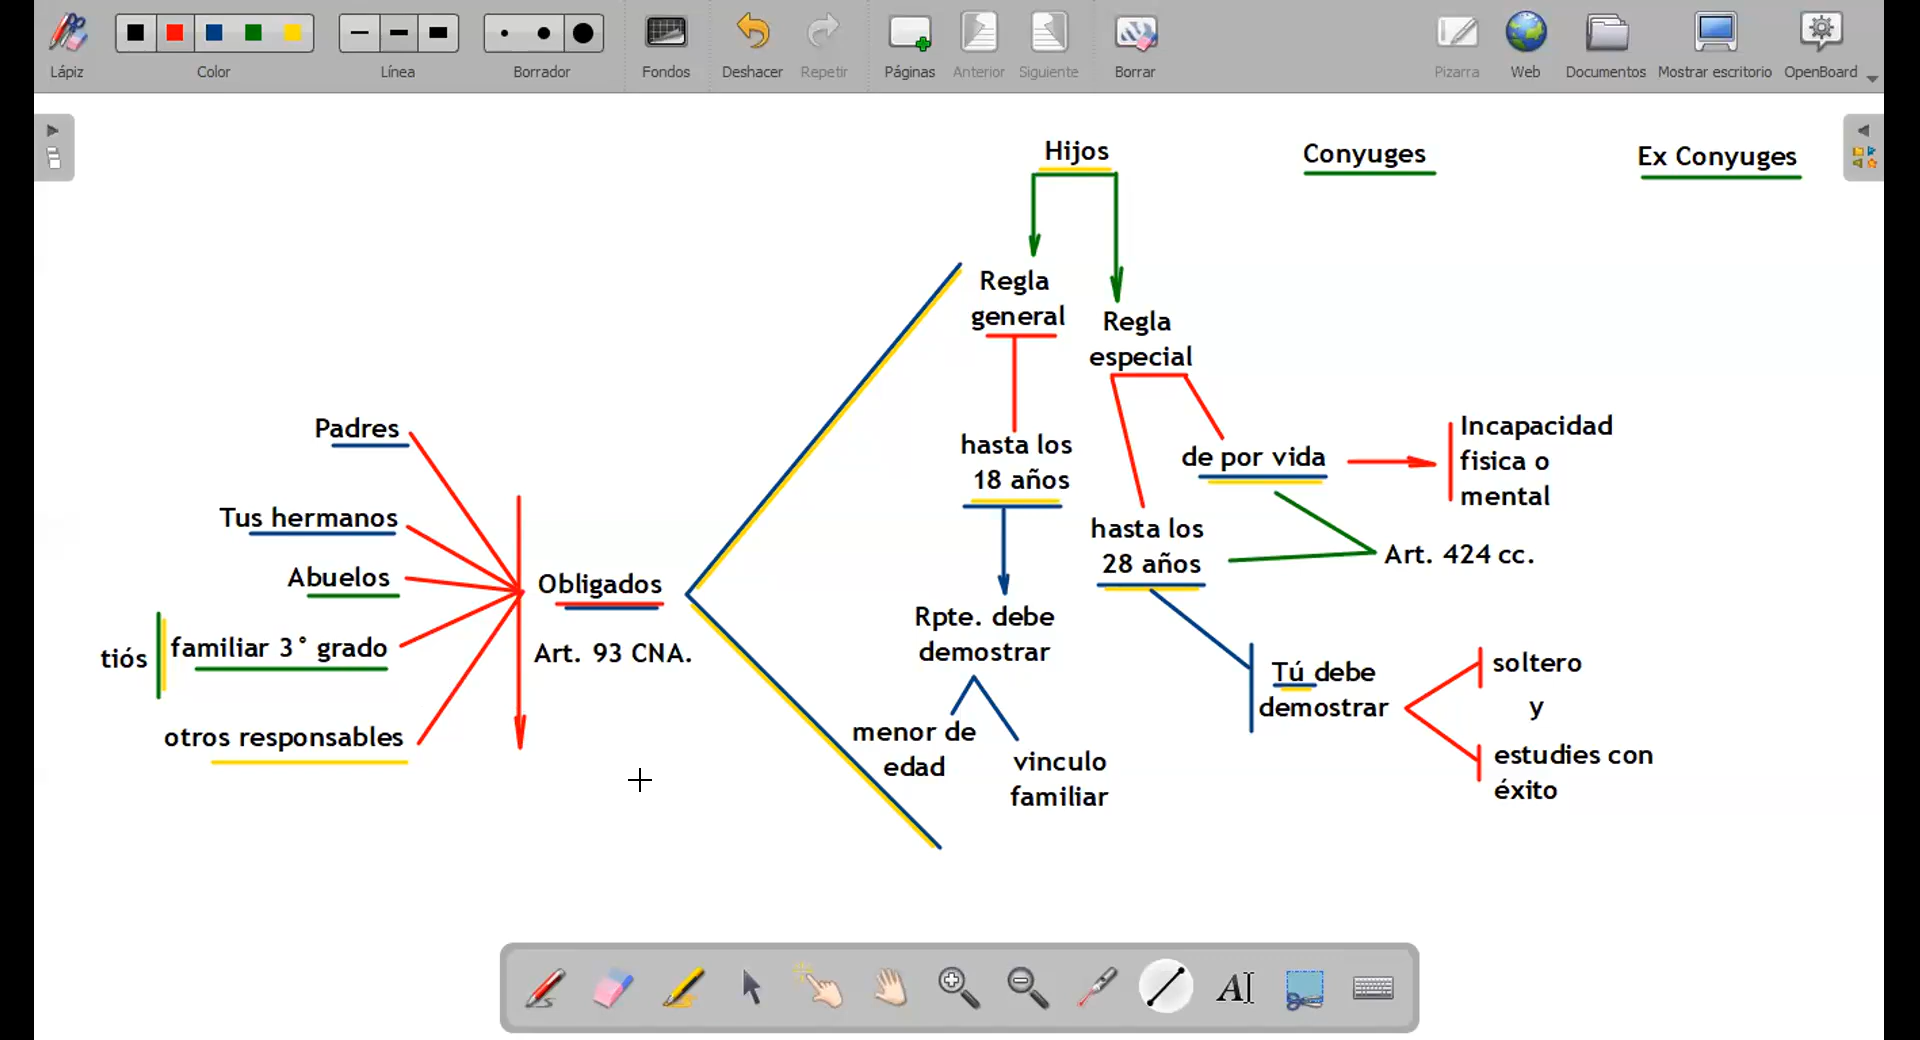 Lápiz
Color
Línea
Borrador
Fondos
Deshacer
Repetir
Páginas
Anterior
Siguiente
Borrar
Pizarra
Web
Documentos
Mostrar escritorio
OpenBoard
Hijos
Conyuges
Ex Conyuges
Regla
general
Regla
especial
hasta los
18 años
de por vida
Incapacidad
fisica o
mental
hasta los
28 años
Art. 424 cc.
Padres
Tus hermanos
Abuelos
familiar 3° grado
tiós
otros responsables
Obligados
Art. 93 CNA.
Rpte. debe
demostrar
menor de
edad
vinculo
familiar
Tú debe
demostrar
soltero
y
estudies con
éxito
AI